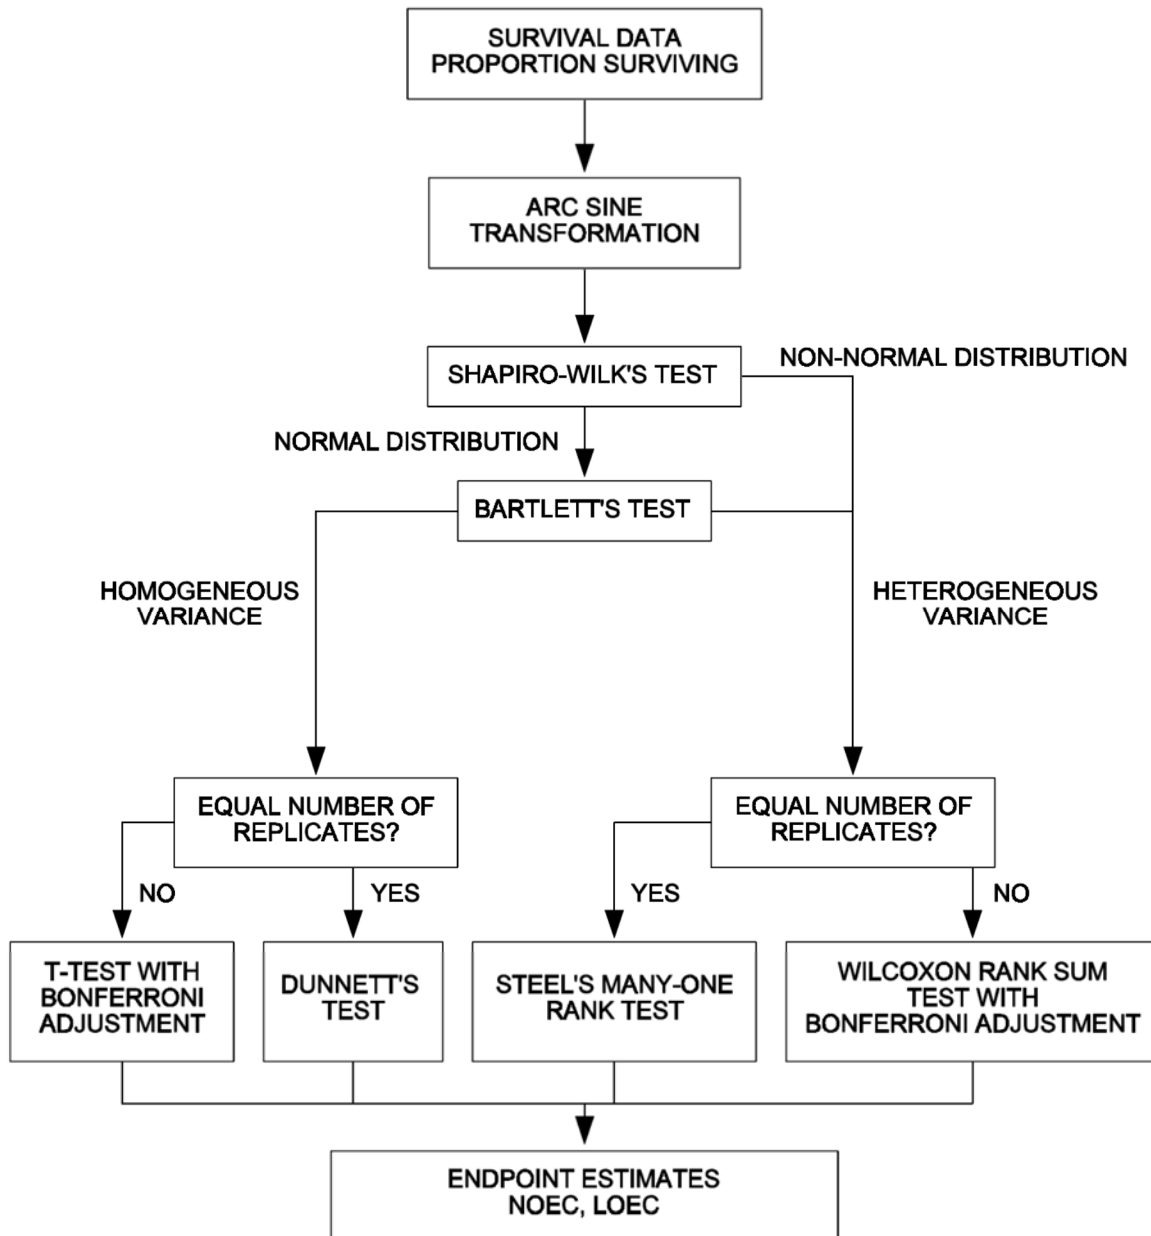 SURVIVAL DATA
PROPORTION SURVIVING
ARC SINE
TRANSFORMATION
SHAPIRO-WILK'S TEST
NON-NORMAL DISTRIBUTION
NORMAL DISTRIBUTION
BARTLETT'S TEST
HOMOGENEOUS
VARIANCE
HETEROGENEOUS
VARIANCE
EQUAL NUMBER OF
REPLICATES?
EQUAL NUMBER OF
REPLICATES?
NO
YES
YES
NO
T-TEST WITH
BONFERRONI
ADJUSTMENT
DUNNETT'S
TEST
STEEL'S MANY-ONE
RANK TEST
WILCOXON RANK SUM
TEST WITH
BONFERRONI ADJUSTMENT
ENDPOINT ESTIMATES
NOEC, LOEC